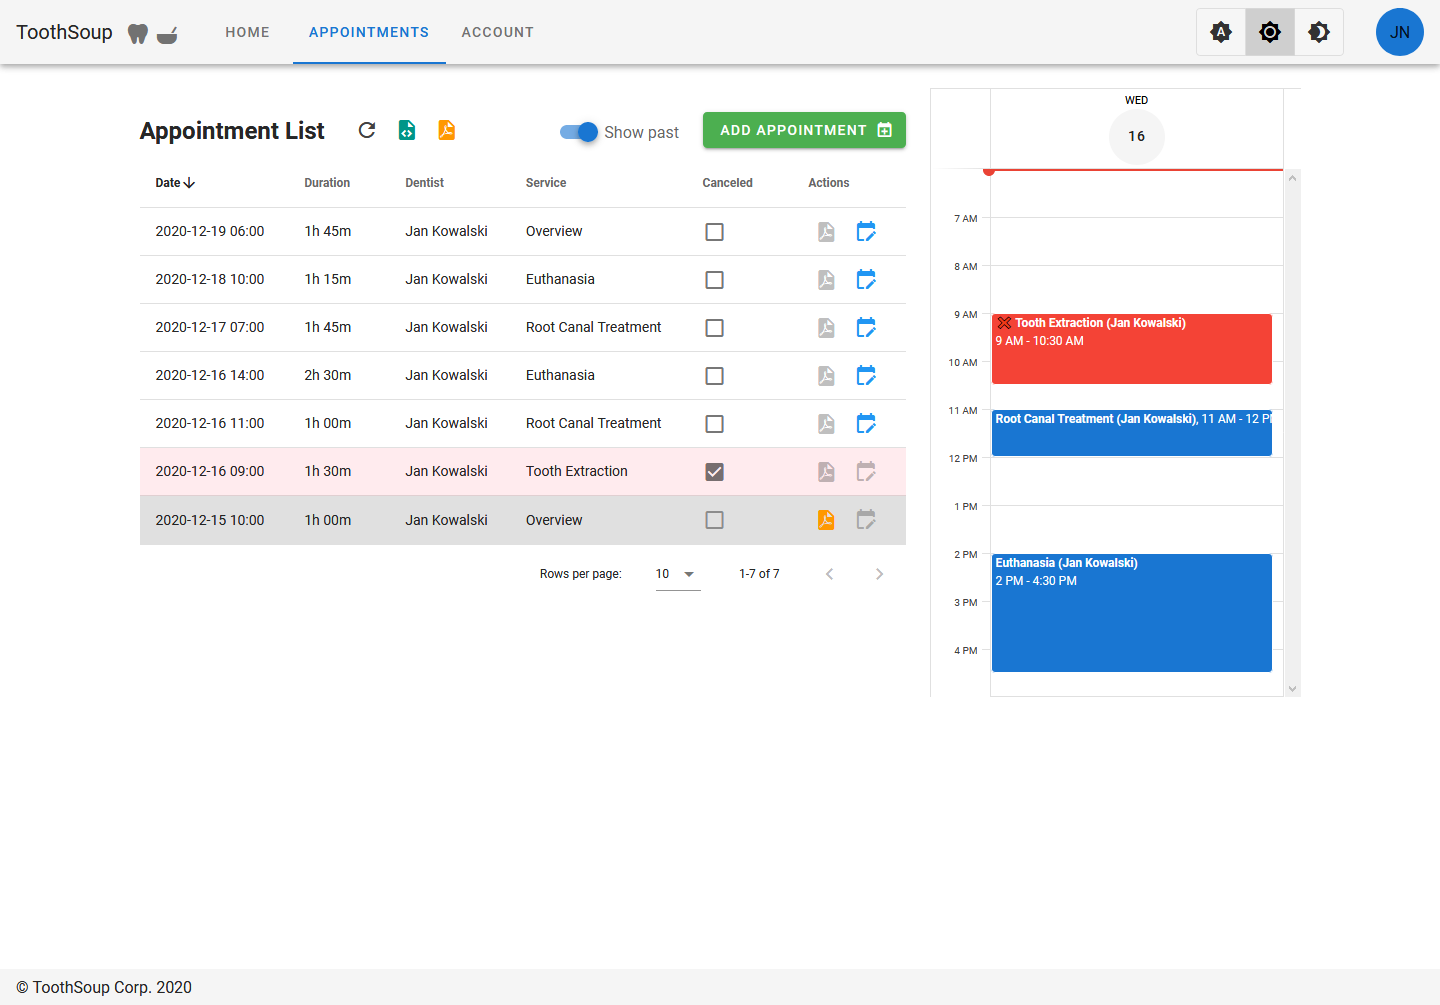 ToothSoup HOME APPOINTMENTS ACCOUNT A JN
Appointment List Show past ADD APPOINTMENT
Date Duration Dentist Service Canceled Actions
2020-12-19 06:00 1h 45m Jan Kowalski Overview
2020-12-18 10:00 1h 15m Jan Kowalski Euthanasia
2020-12-17 07:00 1h 45m Jan Kowalski Root Canal Treatment
2020-12-16 14:00 2h 30m Jan Kowalski Euthanasia
2020-12-16 11:00 1h 00m Jan Kowalski Root Canal Treatment
2020-12-16 09:00 1h 30m Jan Kowalski Tooth Extraction
2020-12-15 10:00 1h 00m Jan Kowalski Overview
Rows per page: 10 1-7 of 7
WED
16
7 AM
8 AM
9 AM
Tooth Extraction (Jan Kowalski)
9 AM - 10:30 AM
10 AM
11 AM
Root Canal Treatment (Jan Kowalski), 11 AM - 12 P
12 PM
1 PM
2 PM
Euthanasia (Jan Kowalski)
2 PM - 4:30 PM
3 PM
4 PM
© ToothSoup Corp. 2020